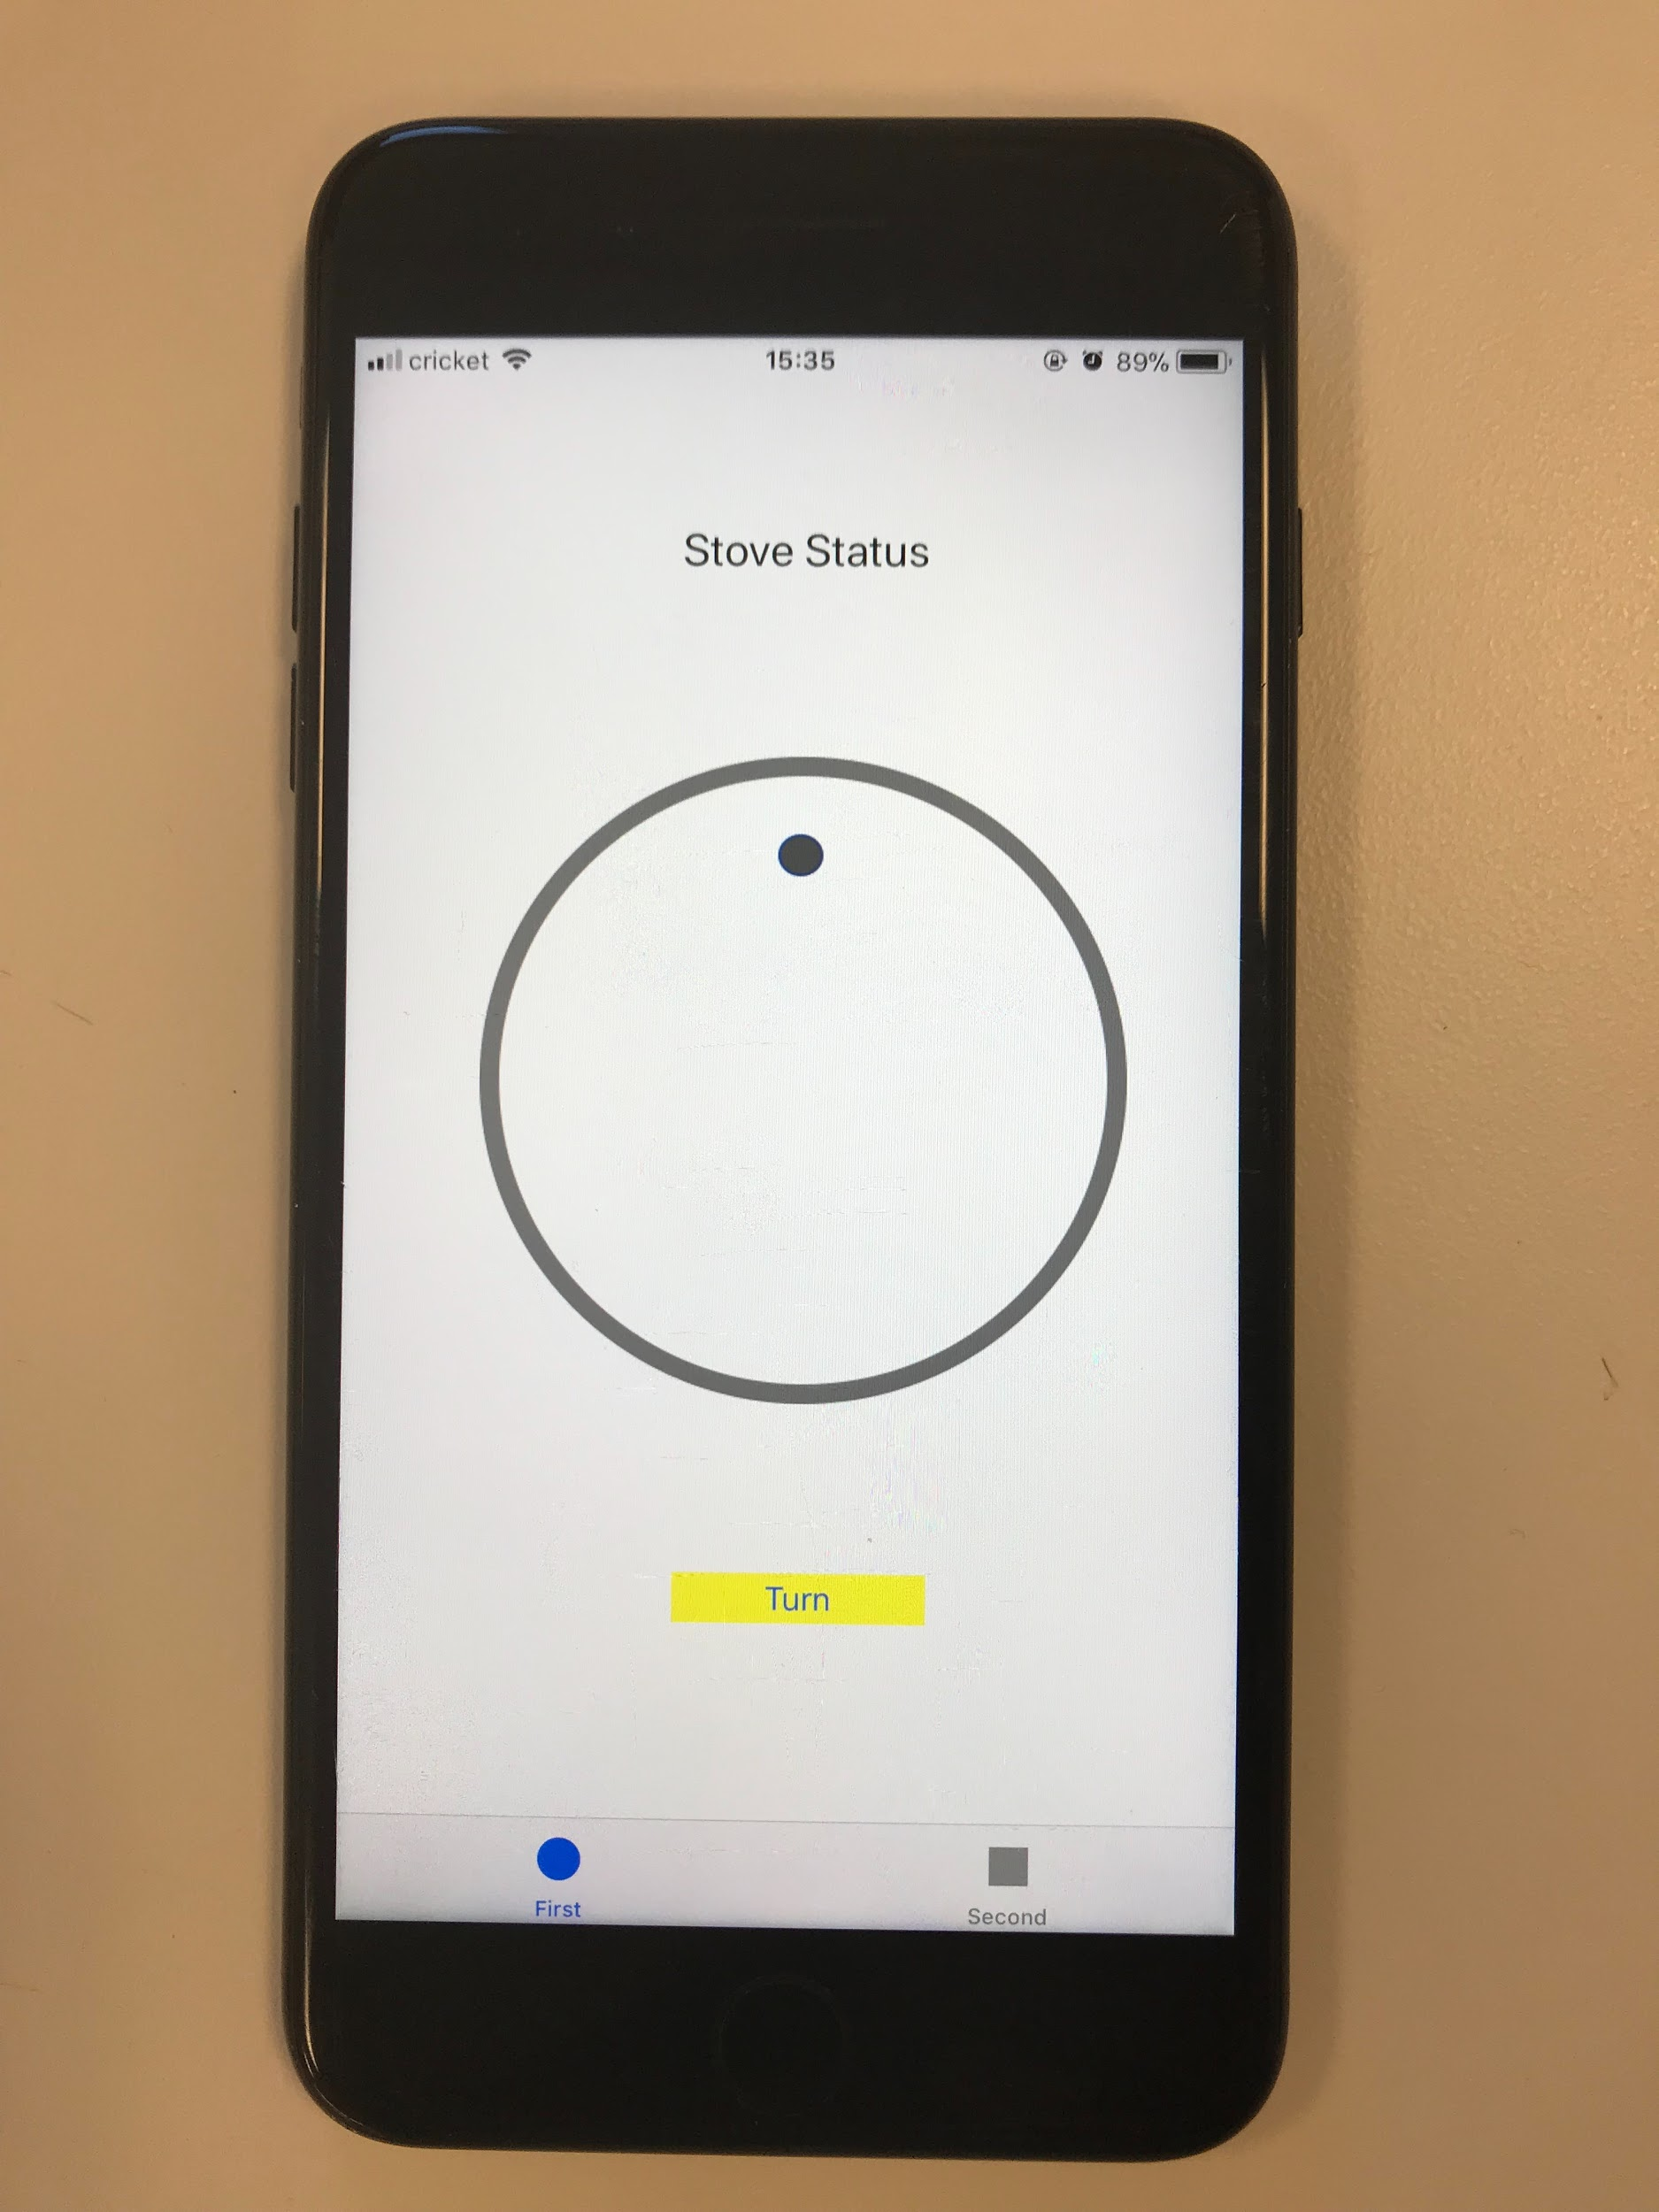 cricket 15:35 89%
Stove Status
Turn
First Second